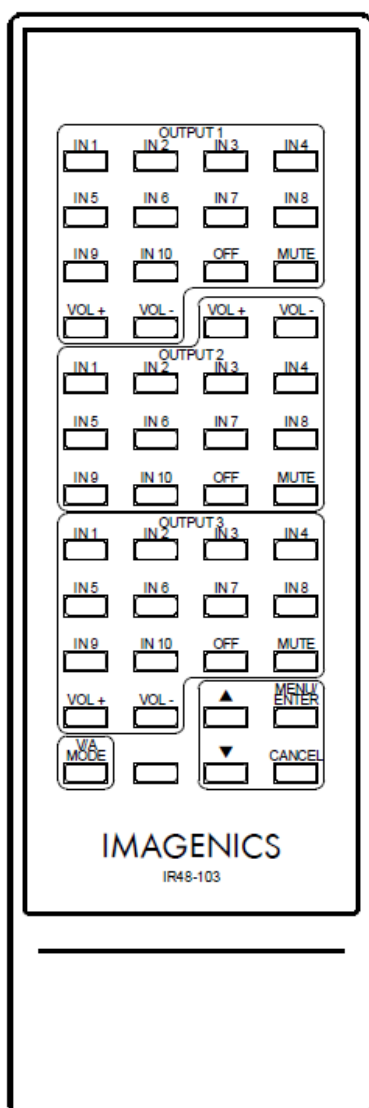 OUTPUT 1
IN 1 IN 2 IN 3 IN 4
IN 5 IN 6 IN 7 IN 8
IN 9 IN 10 OFF MUTE
VOL + VOL - VOL + VOL -
OUTPUT 2
IN 1 IN 2 IN 3 IN 4
IN 5 IN 6 IN 7 IN 8
IN 9 IN 10 OFF MUTE
OUTPUT 3
IN 1 IN 2 IN 3 IN 4
IN 5 IN 6 IN 7 IN 8
IN 9 IN 10 OFF MUTE
VOL + VOL - ▲ MENU/
ENTER
V/A
MODE ▼ CANCEL
IMAGENICS
IR48-103